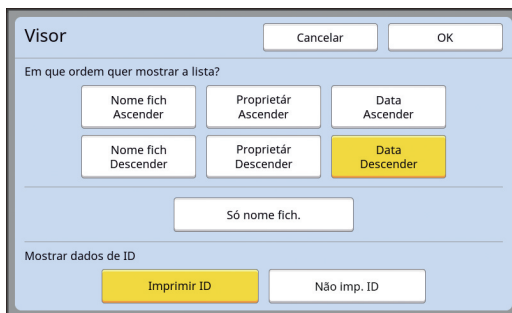 Visor
Cancelar
OK
Em que ordem quer mostrar a lista?
Nome fich
Ascender
Proprietár
Ascender
Data
Ascender
Nome fich
Descender
Proprietár
Descender
Data
Descender
Só nome fich.
Mostrar dados de ID
Imprimir ID
Não imp. ID